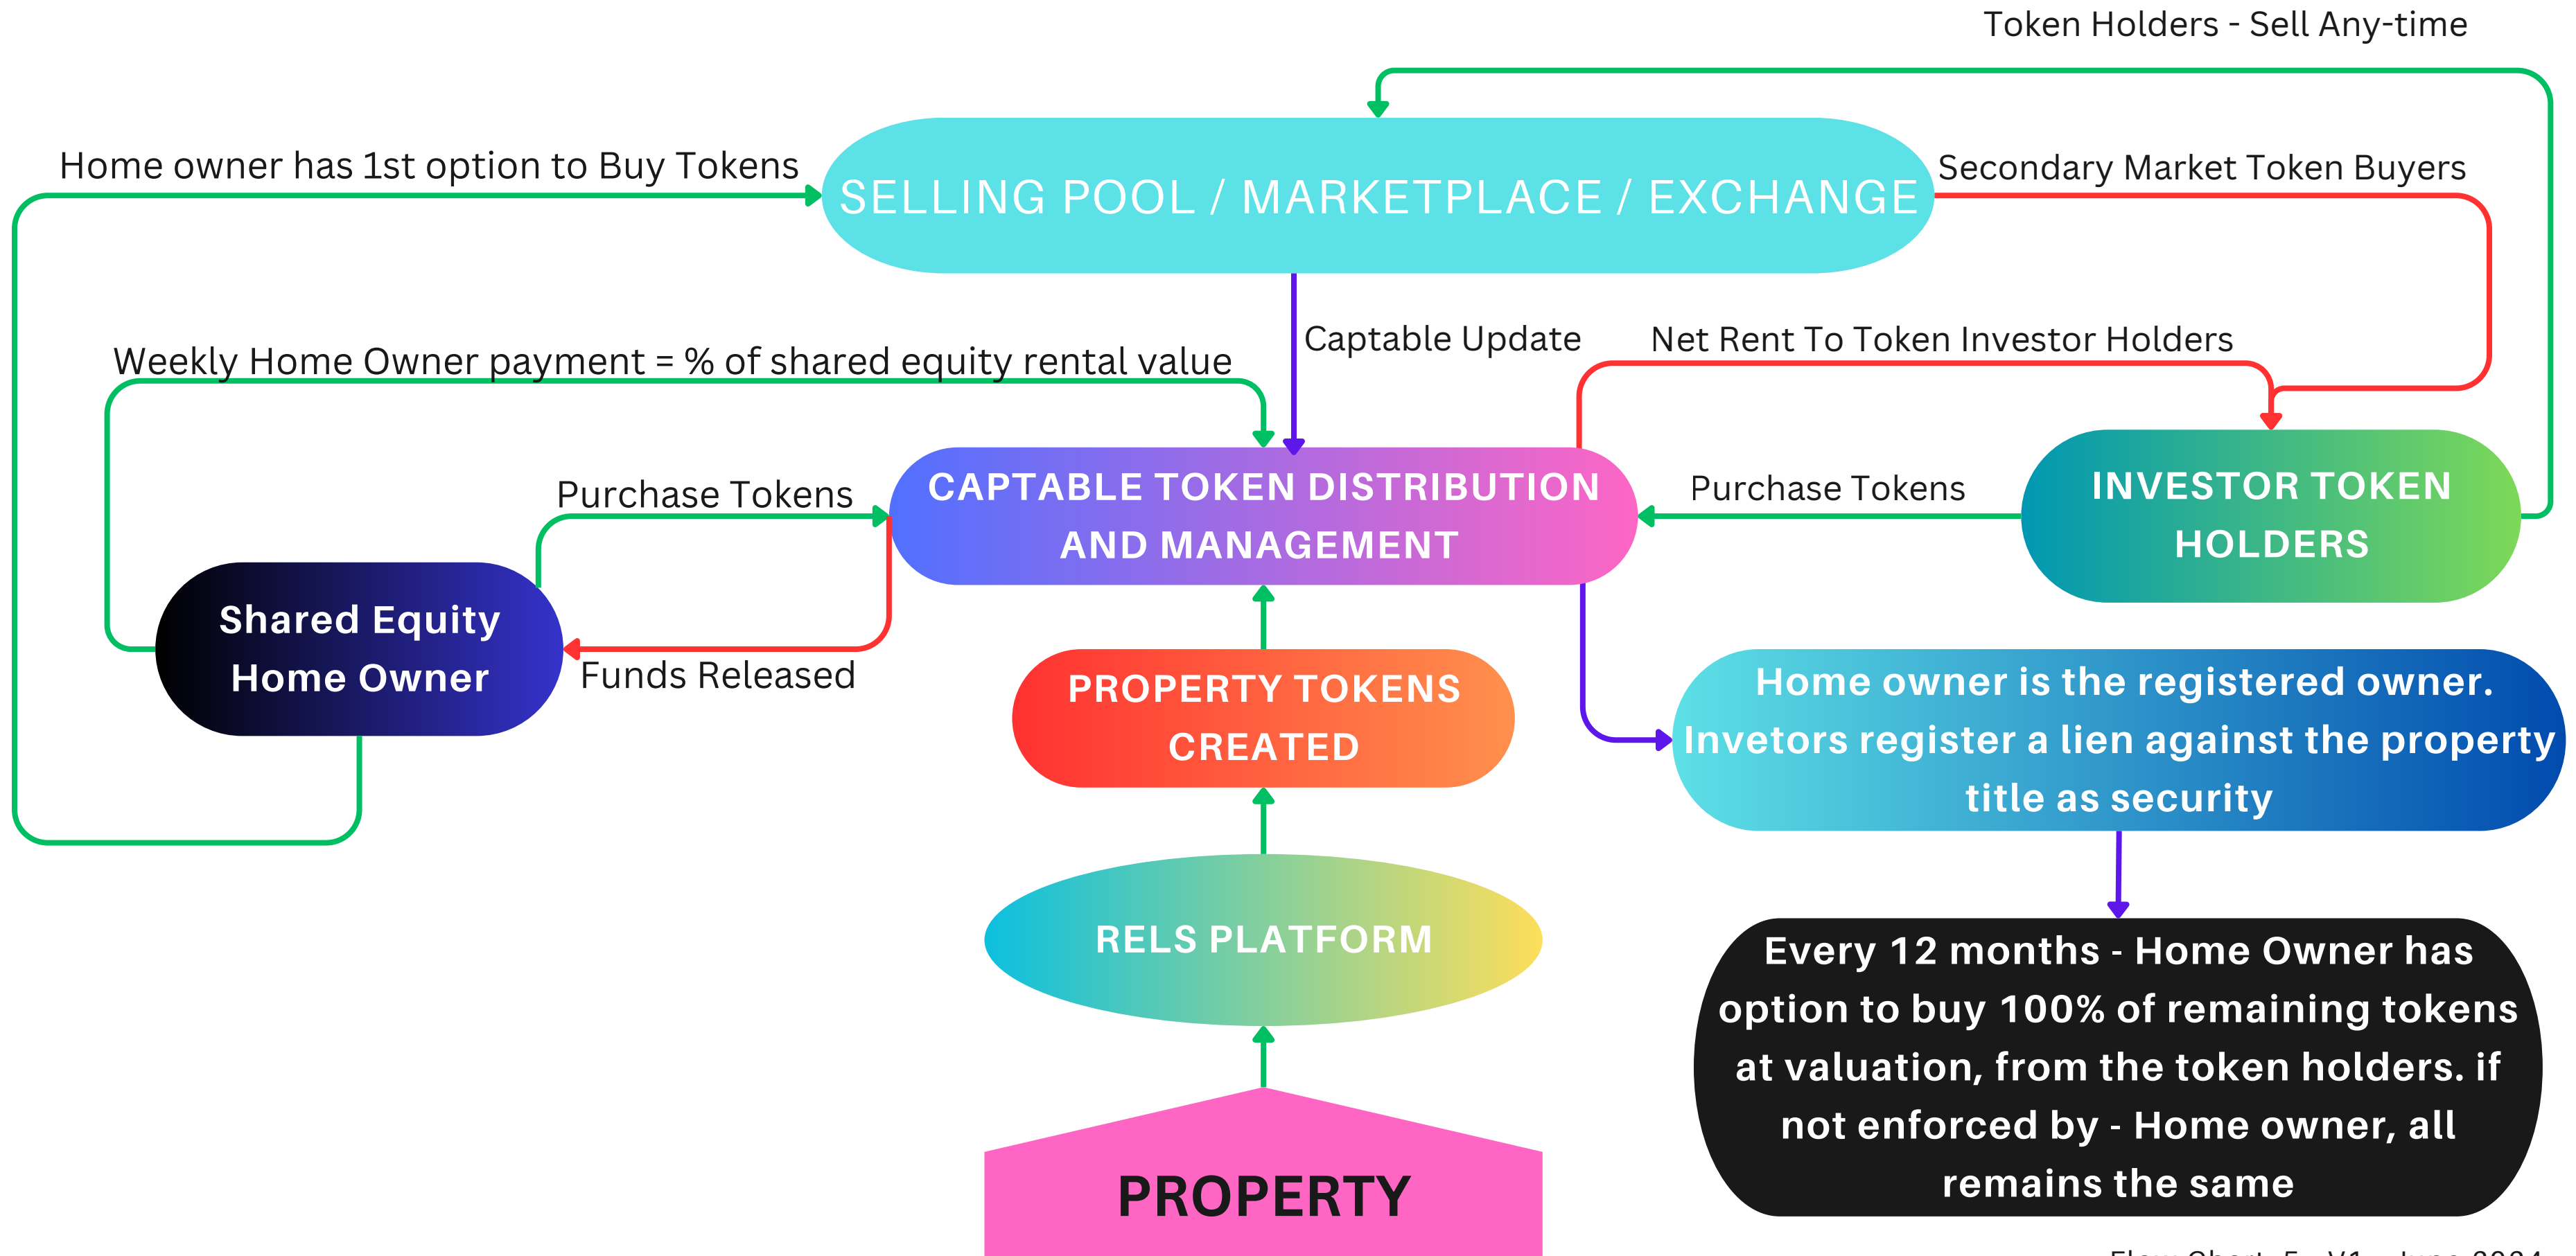 Token Holders - Sell Any-time
Home owner has 1st option to Buy Tokens
SELLING POOL / MARKETPLACE / EXCHANGE
Secondary Market Token Buyers
Captable Update
Net Rent To Token Investor Holders
Weekly Home Owner payment = % of shared equity rental value
Purchase Tokens
CAPTABLE TOKEN DISTRIBUTION
AND MANAGEMENT
Purchase Tokens
INVESTOR TOKEN
HOLDERS
Shared Equity
Home Owner
Funds Released
PROPERTY TOKENS
CREATED
Home owner is the registered owner.
Invetors register a lien against the property
title as security
RELS PLATFORM
Every 12 months - Home Owner has
option to buy 100% of remaining tokens
at valuation, from the token holders. if
not enforced by - Home owner, all
remains the same
PROPERTY